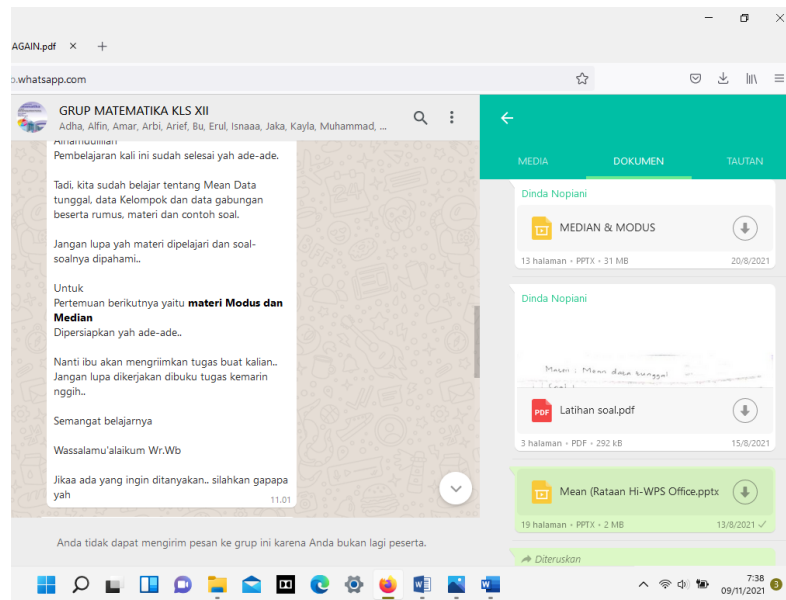 AGAIN.pdf
.whatsapp.com
GRUP MATEMATIKA KLS XII
Adha, Alfin, Amar, Arbi, Arief, Bu, Erul, Isnaaa, Jaka, Kayla, Muhammad, ...
Pembelajaran kali ini sudah selesai yah ade-ade.
Tadi, kita sudah belajar tentang Mean Data
tunggal, data Kelompok dan data gabungan
beserta rumus, materi dan contoh soal.
Jangan lupa yah materi dipelajari dan soal-
soalnya dipahami..
Untuk
Pertemuan berikutnya yaitu materi Modus dan
Median
Dipersiapkan yah ade-ade..
Nanti ibu akan mengriimkan tugas buat kalian..
Jangan lupa dikerjakan dibuku tugas kemarin
nggih..
Semangat belajarnya
Wassalamu'alaikum Wr.Wb
Jikaa ada yang ingin ditanyakan.. silahkan gapapa
yah
11.01
Anda tidak dapat mengirim pesan ke grup ini karena Anda bukan lagi peserta.
MEDIA DOKUMEN TAUTAN
Dinda Nopiani
MEDIAN & MODUS
13 halaman • PPTX • 31 MB 20/8/2021
Dinda Nopiani
Materi : Mean data tunggal
PDF Latihan soal.pdf
3 halaman • PDF • 292 kB 15/8/2021
Mean (Rataan Hi-WPS Office.pptx
19 halaman • PPTX • 2 MB 13/8/2021
Diteruskan
7:38
09/11/2021
3